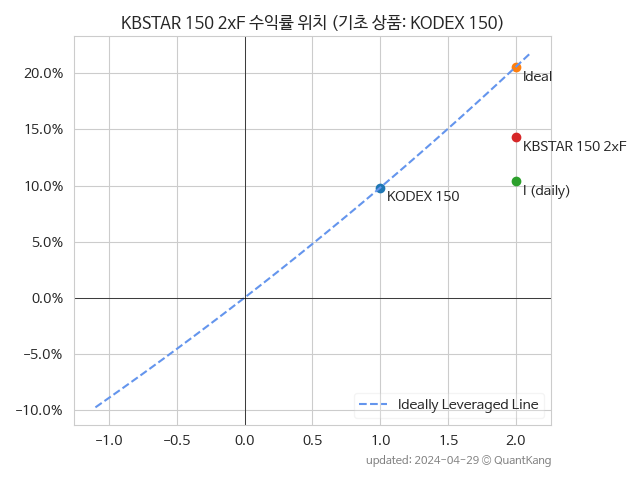 KBSTAR 150 2xF 수익률 위치 (기초 상품: KODEX 150)
20.0%
15.0%
10.0%
5.0%
0.0%
−5.0%
−10.0%
Ideal
KBSTAR 150 2xF
I (daily)
KODEX 150
Ideally Leveraged Line
−1.0 −0.5 0.0 0.5 1.0 1.5 2.0
updated: 2024-04-29 © QuantKang